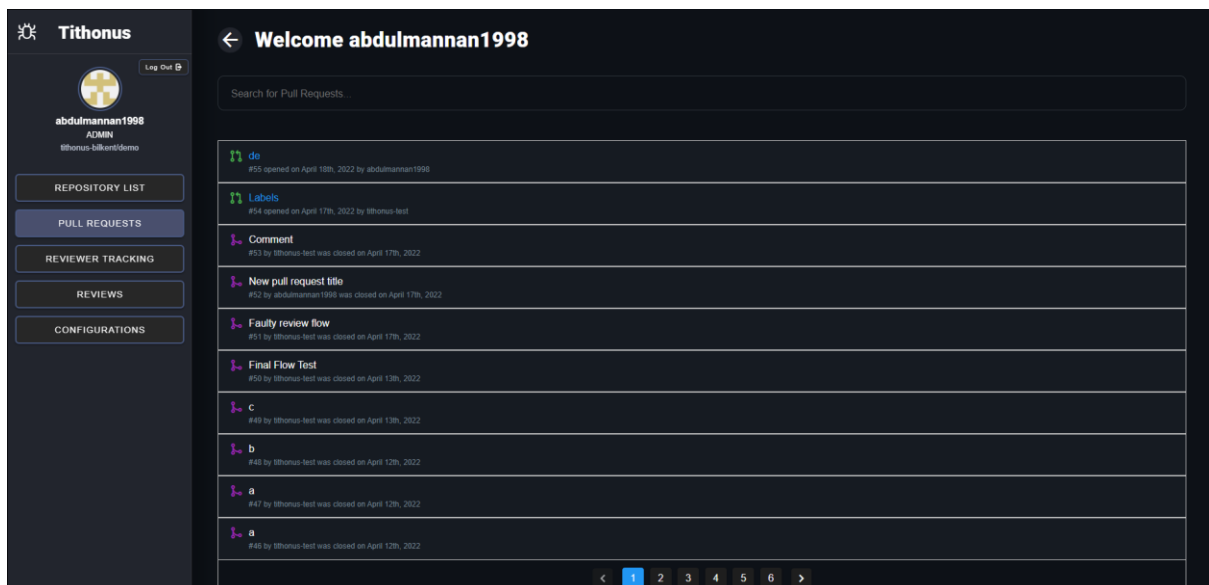 Tithonus
Log Out
abdulmannan1998
ADMIN
tithonus-bilkent/demo
REPOSITORY LIST
PULL REQUESTS
REVIEWER TRACKING
REVIEWS
CONFIGURATIONS
Welcome abdulmannan1998
Search for Pull Requests...
de
#55 opened on April 18th, 2022 by abdulmannan1998
Labels
#54 opened on April 17th, 2022 by tithonus-test
Comment
#53 by tithonus-test was closed on April 17th, 2022
New pull request title
#52 by abdulmannan1998 was closed on April 17th, 2022
Faulty review flow
#51 by tithonus-test was closed on April 17th, 2022
Final Flow Test
#50 by tithonus-test was closed on April 13th, 2022
c
#49 by tithonus-test was closed on April 13th, 2022
b
#48 by tithonus-test was closed on April 12th, 2022
a
#47 by tithonus-test was closed on April 12th, 2022
a
#46 by tithonus-test was closed on April 12th, 2022
< 1 2 3 4 5 6 >